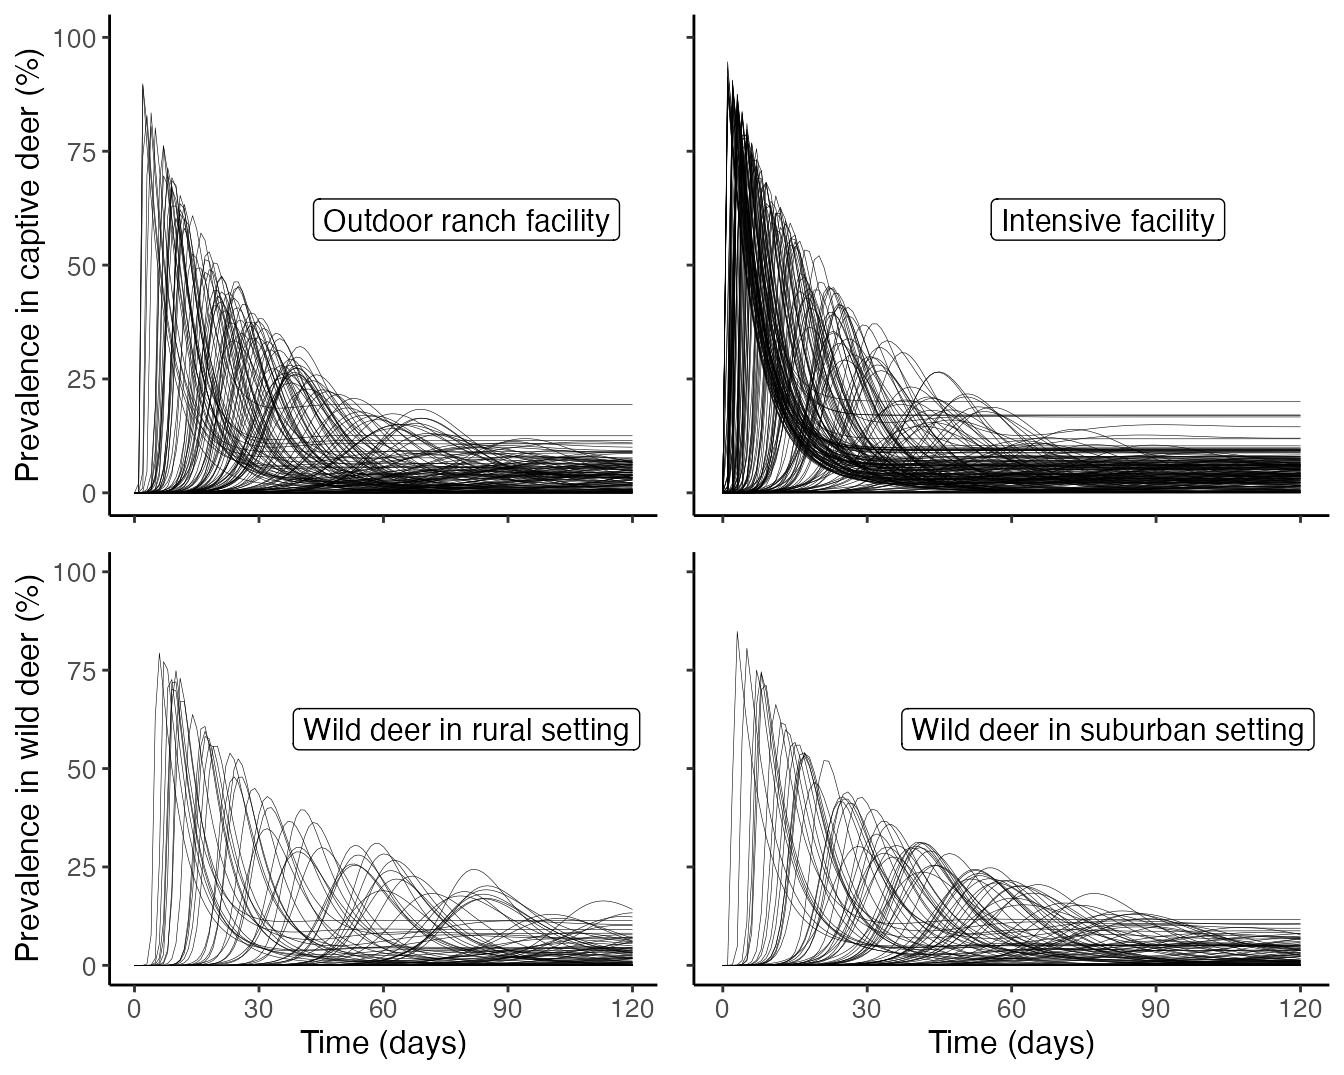 Prevalence in captive deer (%)
100
75
50
25
0
Outdoor ranch facility
Intensive facility
Prevalence in wild deer (%)
100
75
50
25
0
Wild deer in rural setting
Wild deer in suburban setting
0 30 60 90 120
0 30 60 90 120
Time (days)
Time (days)